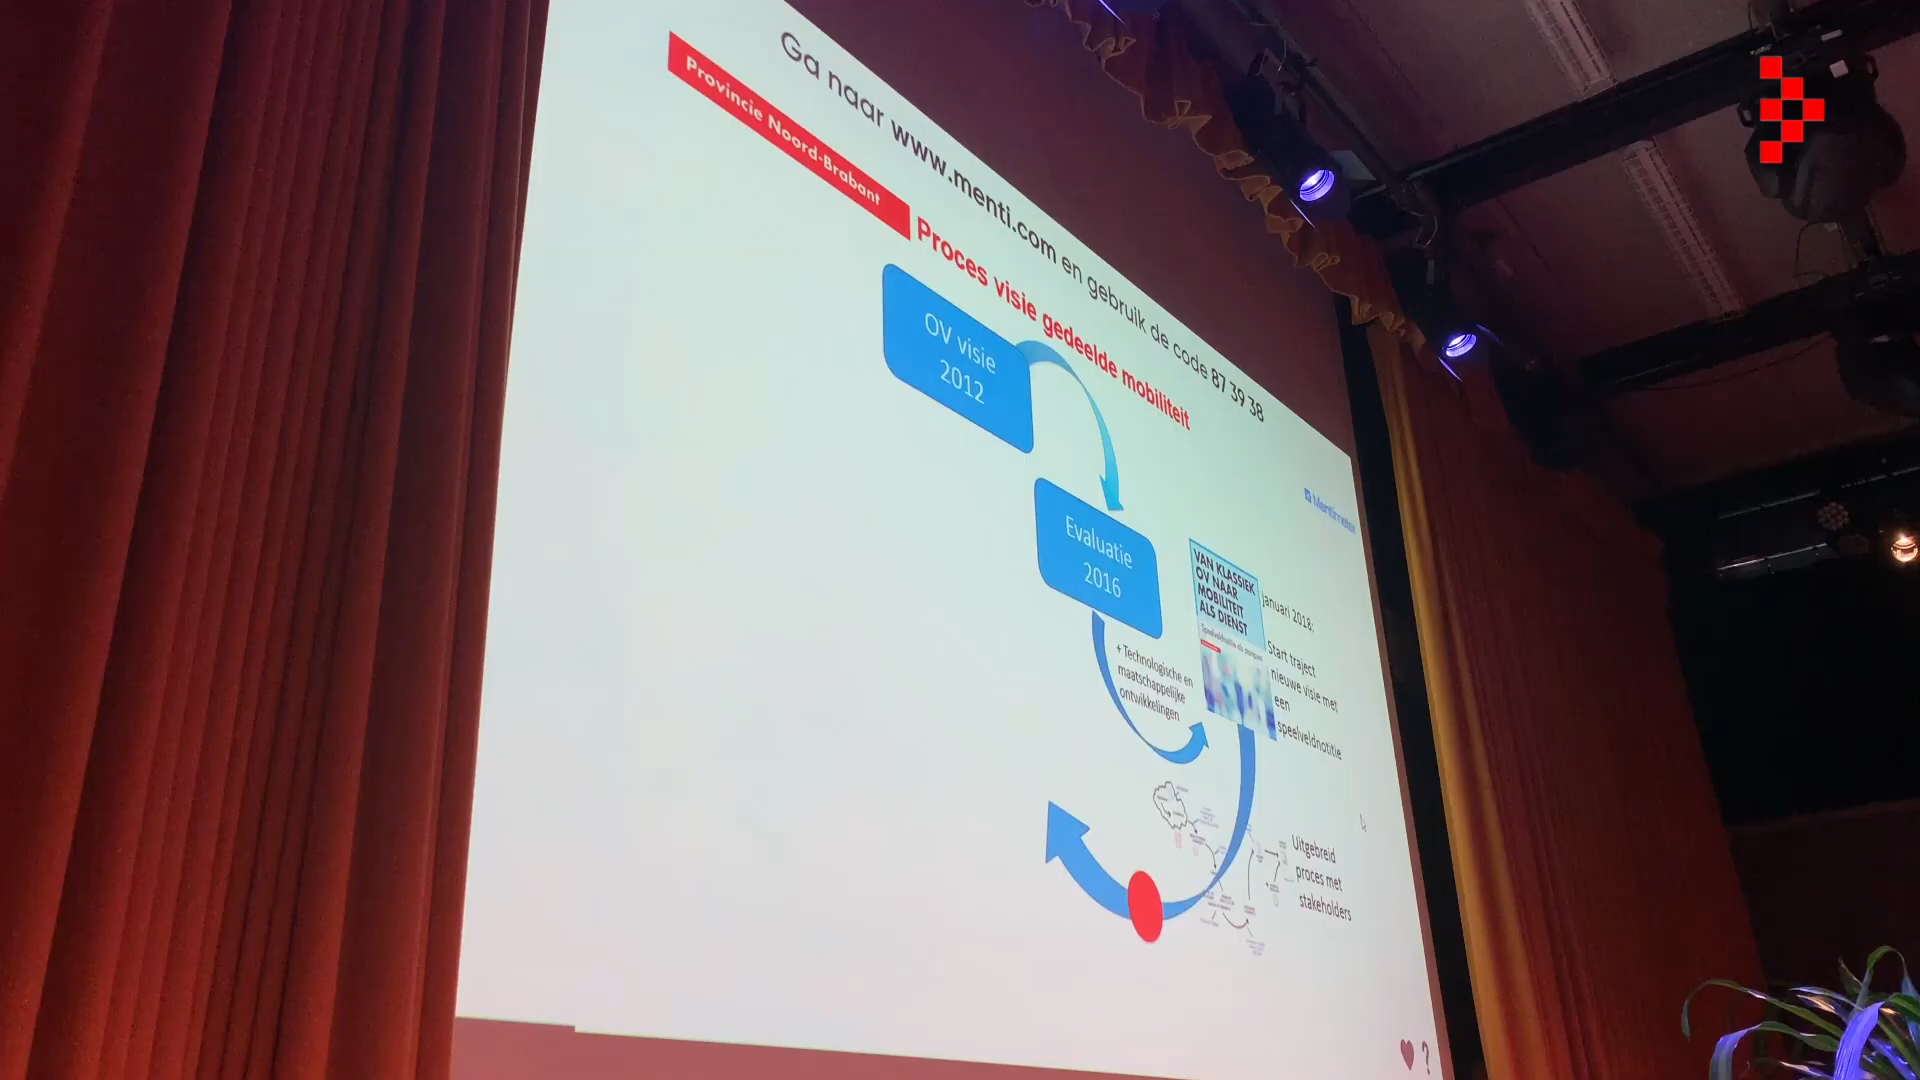 Ga naar www.menti.com en gebruik de code 87 39 38
Provincie Noord-Brabant
Proces visie gedeelde mobiliteit
OV visie
2012
Mentimeter
Evaluatie
2016
VAN KLASSIEK
OV NAAR
MOBILITEIT
ALS DIENST
januari 2018:
Start traject
nieuwe visie met
een
speelveldnotitie
+ Technologische en
maatschappelijke
ontwikkelingen
Uitgebreid
proces met
stakeholders
?